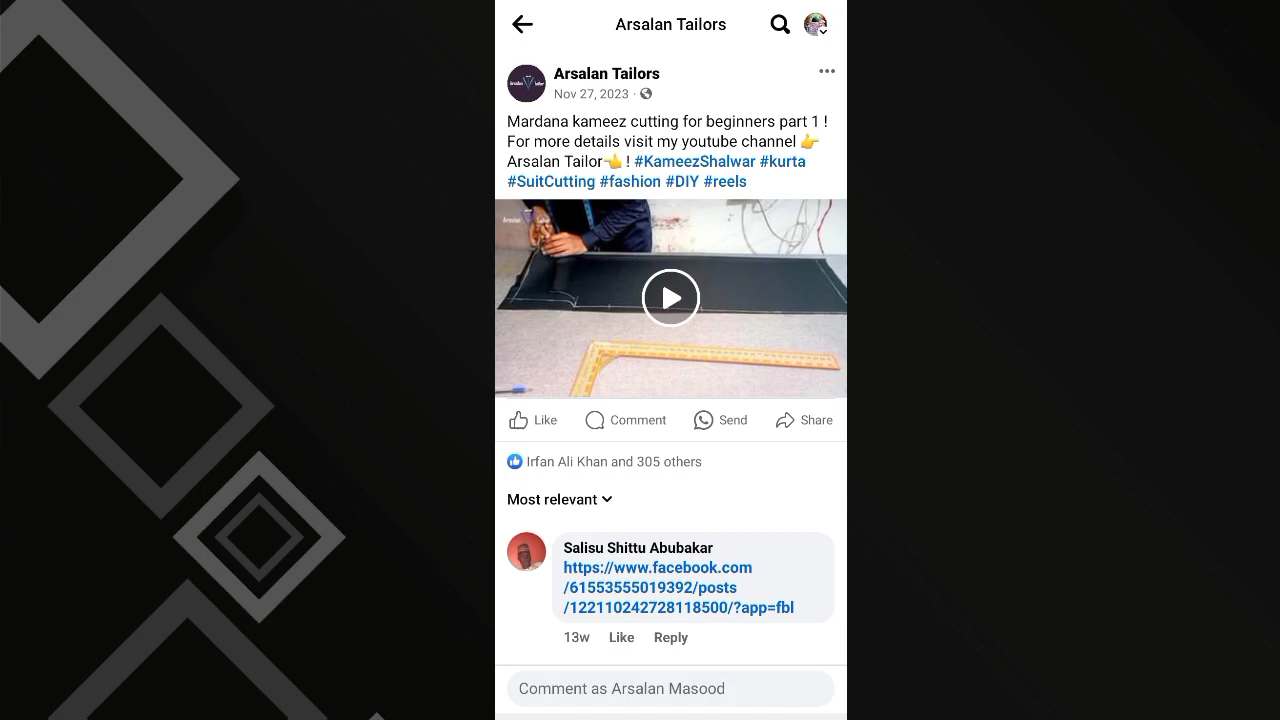 Arsalan Tailors
Arsalan Tailors
Nov 27, 2023 ·
Mardana kameez cutting for beginners part 1 !
For more details visit my youtube channel 👉
Arsalan Tailor👈 ! #KameezShalwar #kurta
#SuitCutting #fashion #DIY #reels
Arsalan Tailor
Like Comment Send Share
Irfan Ali Khan and 305 others
Most relevant
Salisu Shittu Abubakar
https://www.facebook.com
/61553555019392/posts
/122110242728118500/?app=fbl
13w Like Reply
Comment as Arsalan Masood